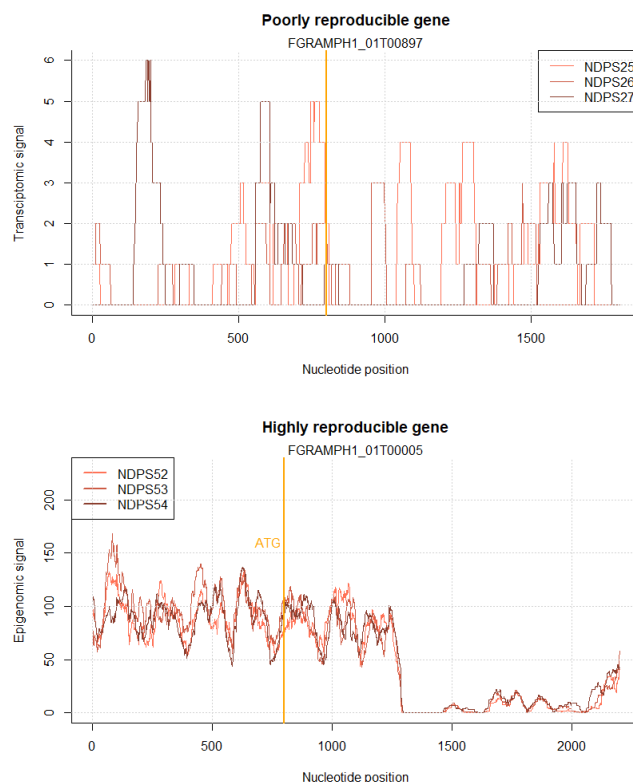 Poorly reproducible gene
FGRAMPH1_01T00897
NDPS25
NDPS26
NDPS27
Transciptomic signal
6
5
4
3
2
1
0
0 500 1000 1500
Nucleotide position
Highly reproducible gene
FGRAMPH1_01T00005
NDPS52
NDPS53
NDPS54
ATG
Epigenomic signal
200
150
100
50
0
0 500 1000 1500 2000
Nucleotide position